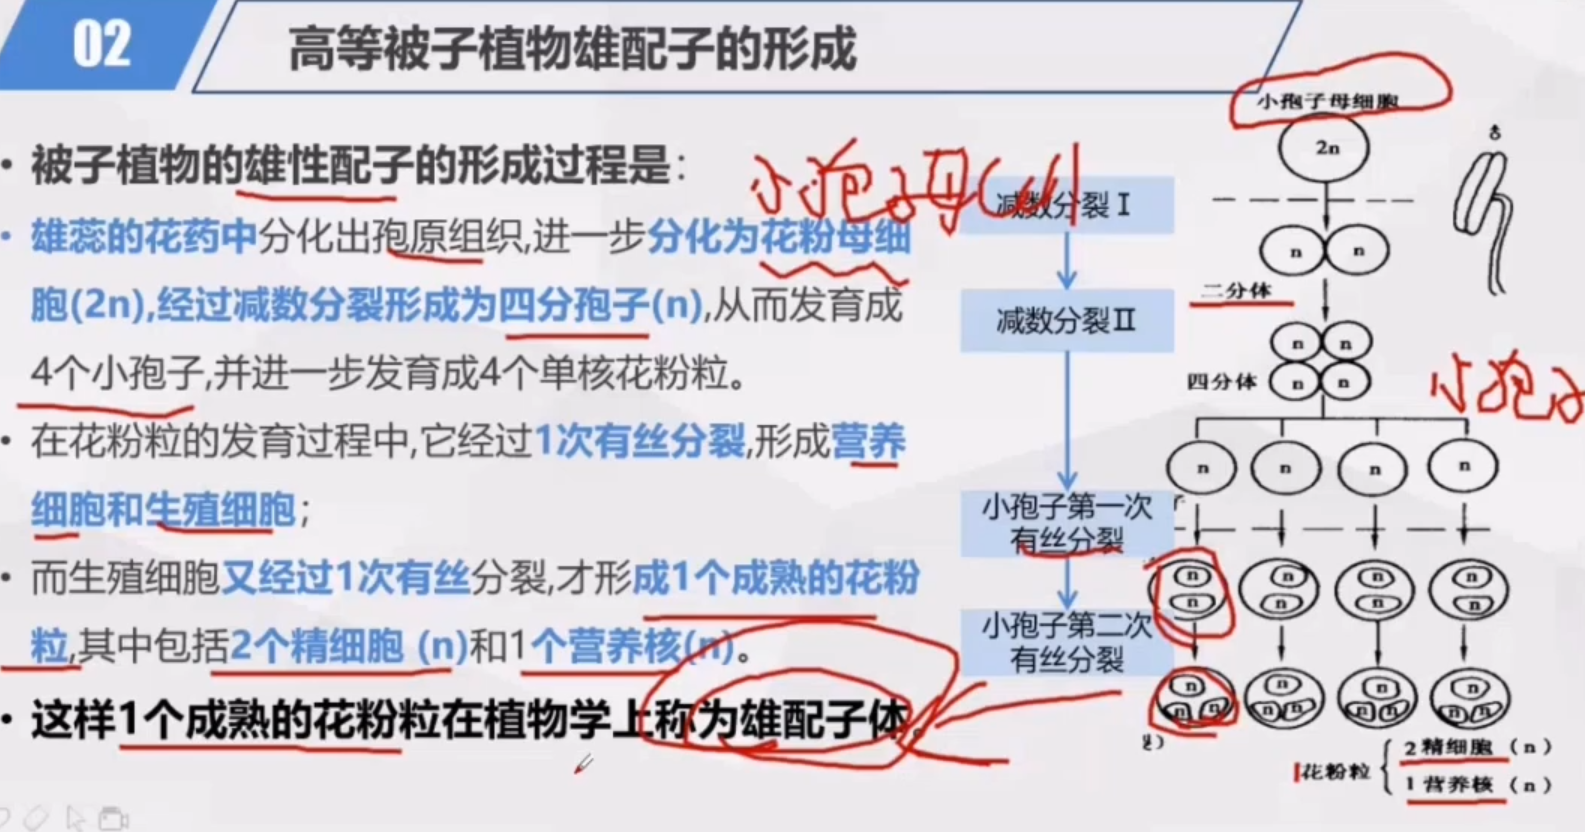 02
高等被子植物雄配子的形成
• 被子植物的雄性配子的形成过程是:
• 雄蕊的花药中分化出孢原组织,进一步分化为花粉母细
胞(2n),经过减数分裂形成为四分孢子(n),从而发育成
4个小孢子,并进一步发育成4个单核花粉粒。
• 在花粉粒的发育过程中,它经过1次有丝分裂,形成营养
细胞和生殖细胞;
• 而生殖细胞又经过1次有丝分裂,才形成1个成熟的花粉
粒,其中包括2个精细胞 (n)和1个营养核(n)。
• 这样1个成熟的花粉粒在植物学上称为雄配子体。
小孢子母
减数分裂Ⅰ
减数分裂Ⅱ
小孢子第一次
有丝分裂
小孢子第二次
有丝分裂
小孢子母细胞
2n
♂
n n
二分体
n n
四分体
n n
小孢子
n n n n
n n n n
n n n n
n n n n
n n n n n n n n
花粉粒
2精细胞 (n)
1营养核 (n)